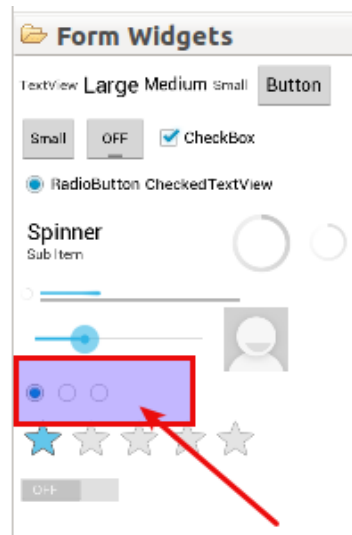 Form Widgets
TextView Large Medium Small Button
Small OFF CheckBox
RadioButton CheckedTextView
Spinner
Sub Item
OFF